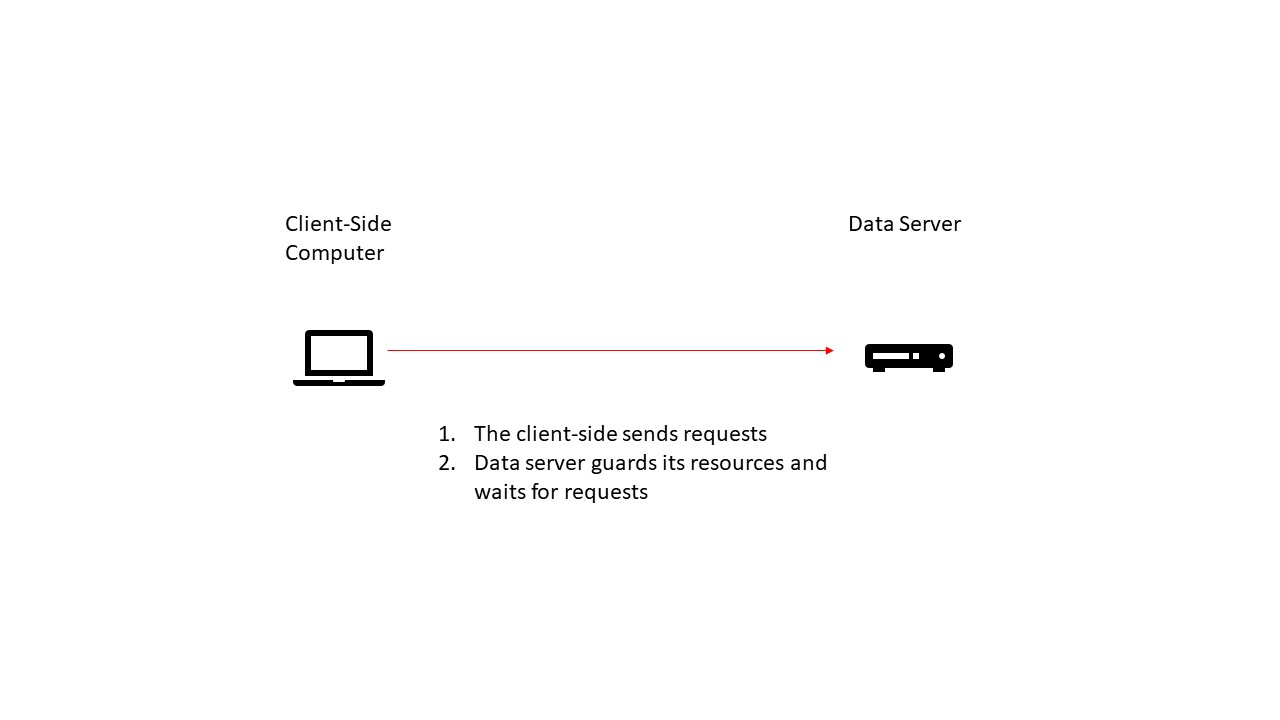 Client-Side
Computer
Data Server
1. The client-side sends requests
2. Data server guards its resources and
waits for requests